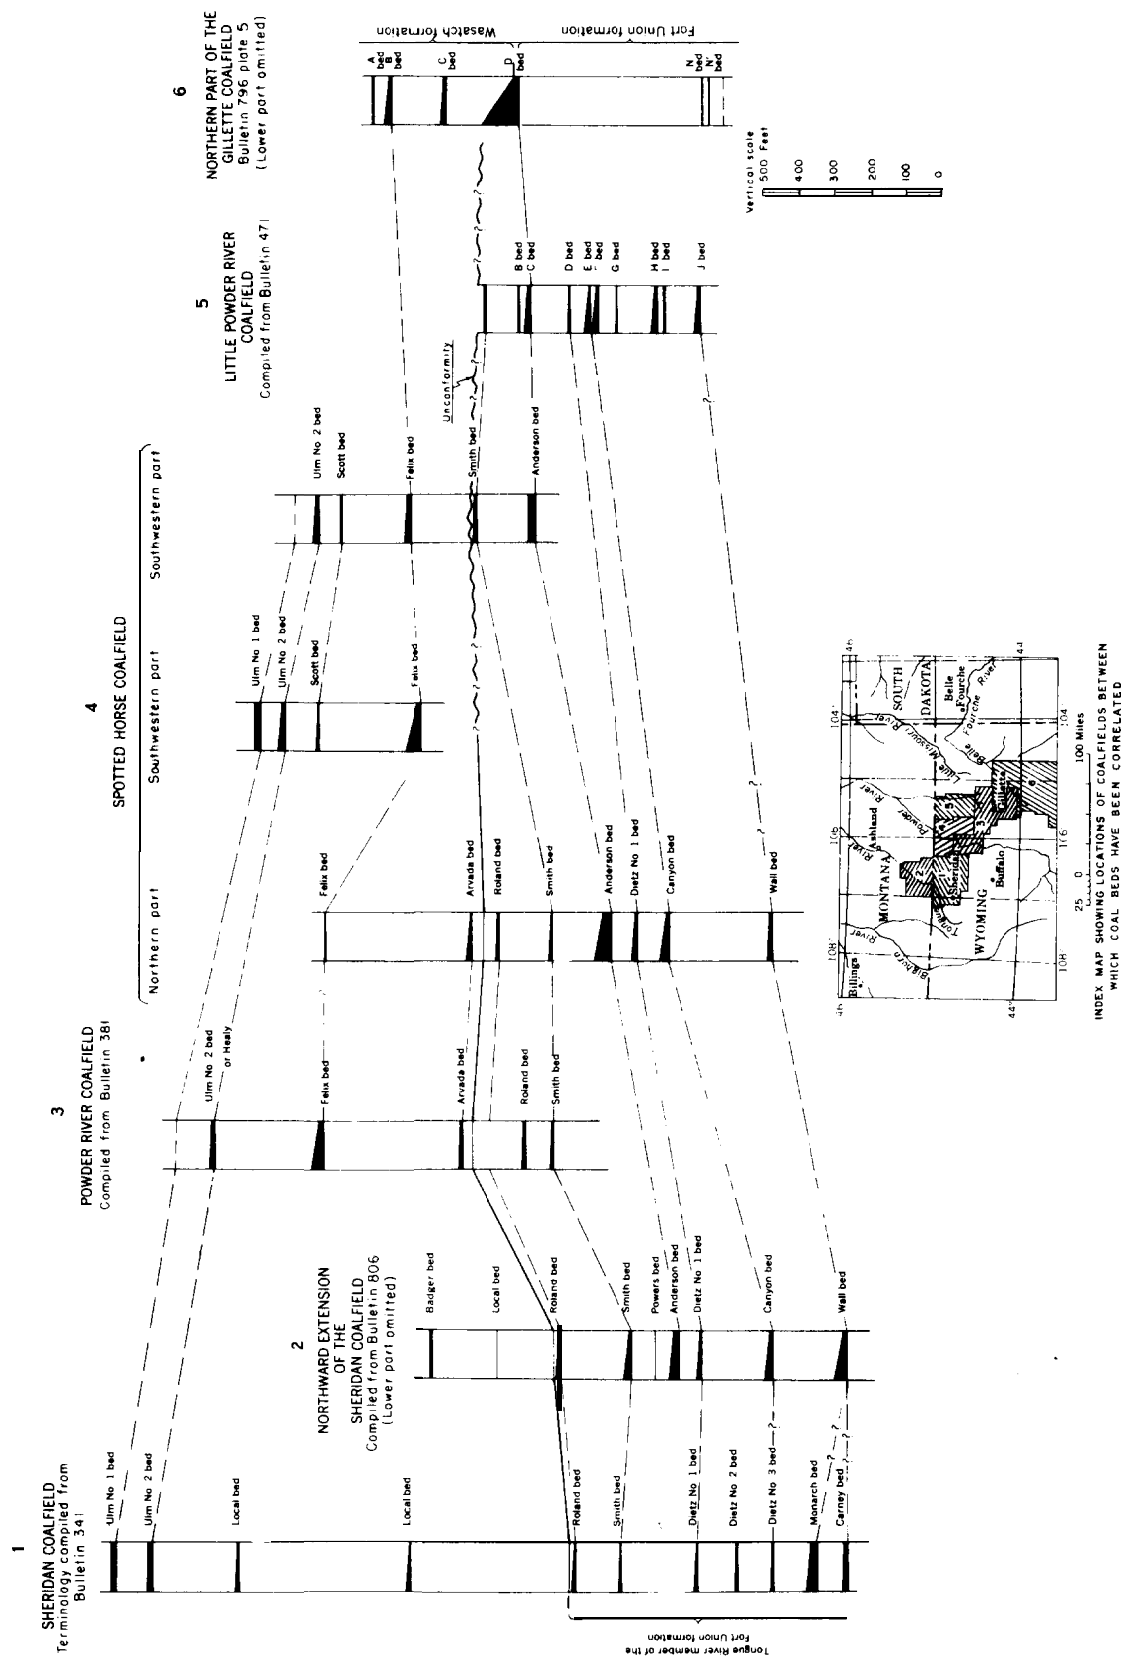 1
SHERIDAN COALFIELD
Terminology compiled from
Bulletin 341
Ulm No 1 bed
Ulm No 2 bed
Local bed
Local bed
Roland bed
Smith bed
Dietz No 1 bed
Dietz No 2 bed
Dietz No 3 bed
?
Monarch bed
?
Carney bed
?
Tongue River member of the
Fort Union formation
2
NORTHWARD EXTENSION
OF THE
SHERIDAN COALFIELD
Compiled from Bulletin 806
(Lower part omitted)
Badger bed
Local bed
Roland bed
Smith bed
Powers bed
Anderson bed
Dietz No 1 bed
Canyon bed
Wall bed
3
POWDER RIVER COALFIELD
Compiled from Bulletin 381
Ulm No 2 bed
or Healy
Felix bed
Arvada bed
Roland bed
Smith bed
4
SPOTTED HORSE COALFIELD
Northern part
Felix bed
Arvada bed
Roland bed
Smith bed
Anderson bed
Dietz No 1 bed
Canyon bed
Wall bed
?
?
Southwestern part
Ulm No 1 bed
Ulm No 2 bed
Scott bed
Felix bed
?
Southwestern part
Ulm No 2 bed
Scott bed
Felix bed
Smith bed
Anderson bed
Unconformity
?
?
?
5
LITTLE POWDER RIVER
COALFIELD
Compiled from Bulletin 471
B bed
C bed
D bed
E bed
bed
G bed
H bed
I bed
J bed
?
?
?
6
NORTHERN PART OF THE
GILLETTE COALFIELD
Bulletin 796 plate 5
(Lower part omitted)
A
bed
B
bed
C
bed
D
bed
N
bed
N'
bed
Wasatch formation
Fort Union formation
Vertical scale
500 Feet
400
300
200
100
0
46
108
106
104
46
Billings
Bighorn
River
MONTANA
Tongue
River
Ashland
Powder
River
Little
Missouri
River
SOUTH
DAKOTA
Belle
Fourche
Belle
Fourche
River
Sheridan
Buffalo
Gillette
WYOMING
1
2
3
4
5
6
44
44
108
106
104
25
0
100 Miles
INDEX MAP SHOWING LOCATIONS OF COALFIELDS BETWEEN
WHICH COAL BEDS HAVE BEEN CORRELATED